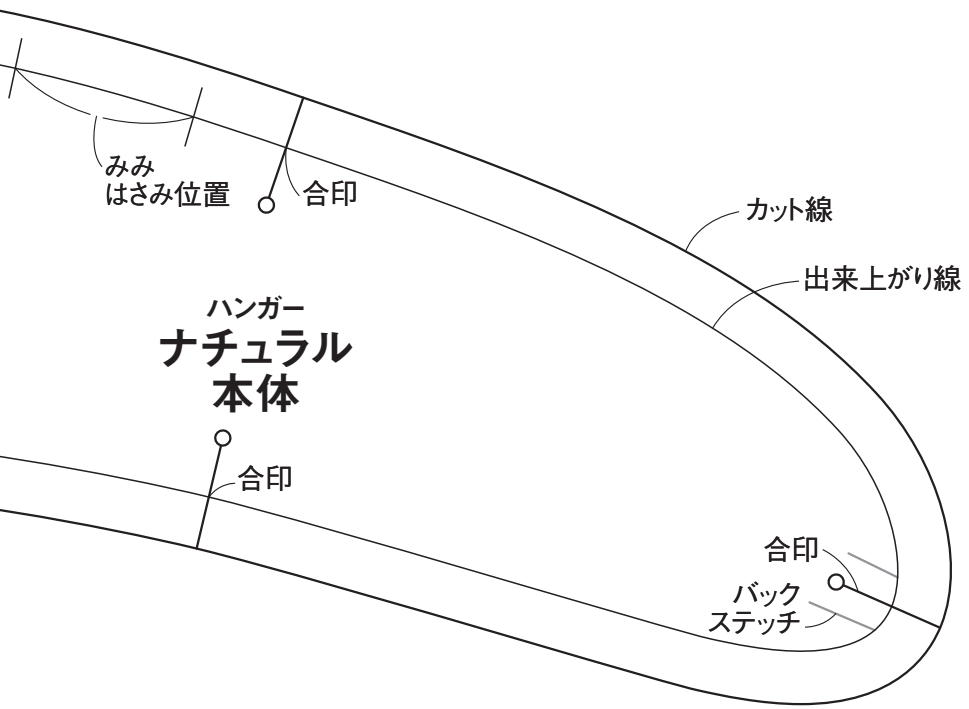 みみ
はさみ位置
合印
カット線
出来上がり線
ハンガー
ナチュラル
本体
合印
合印
バック
ステッチ